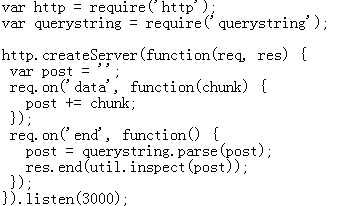 var http = require('http');
var querystring = require('querystring');
http.createServer(function(req, res) {
var post = '';
req.on('data', function(chunk) {
post += chunk;
});
req.on('end', function() {
post = querystring.parse(post);
res.end(util.inspect(post));
});
}).listen(3000);